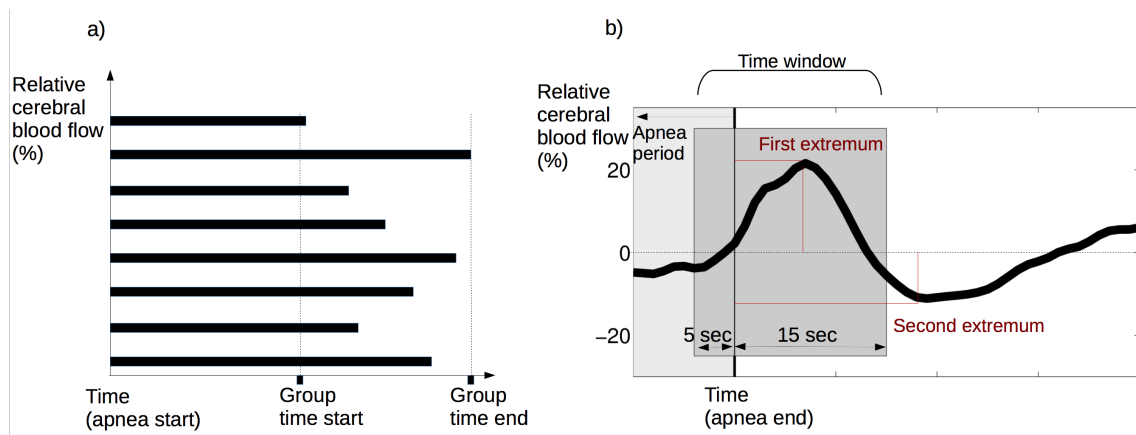 a)
Relative
cerebral
blood flow
(%)
Time
(apnea start)
Group
time start
Group
time end
b)
Time window
Relative
cerebral
blood flow
(%)
Apnea
period
First extremum
20
0
−20
Second extremum
5 sec
15 sec
Time
(apnea end)